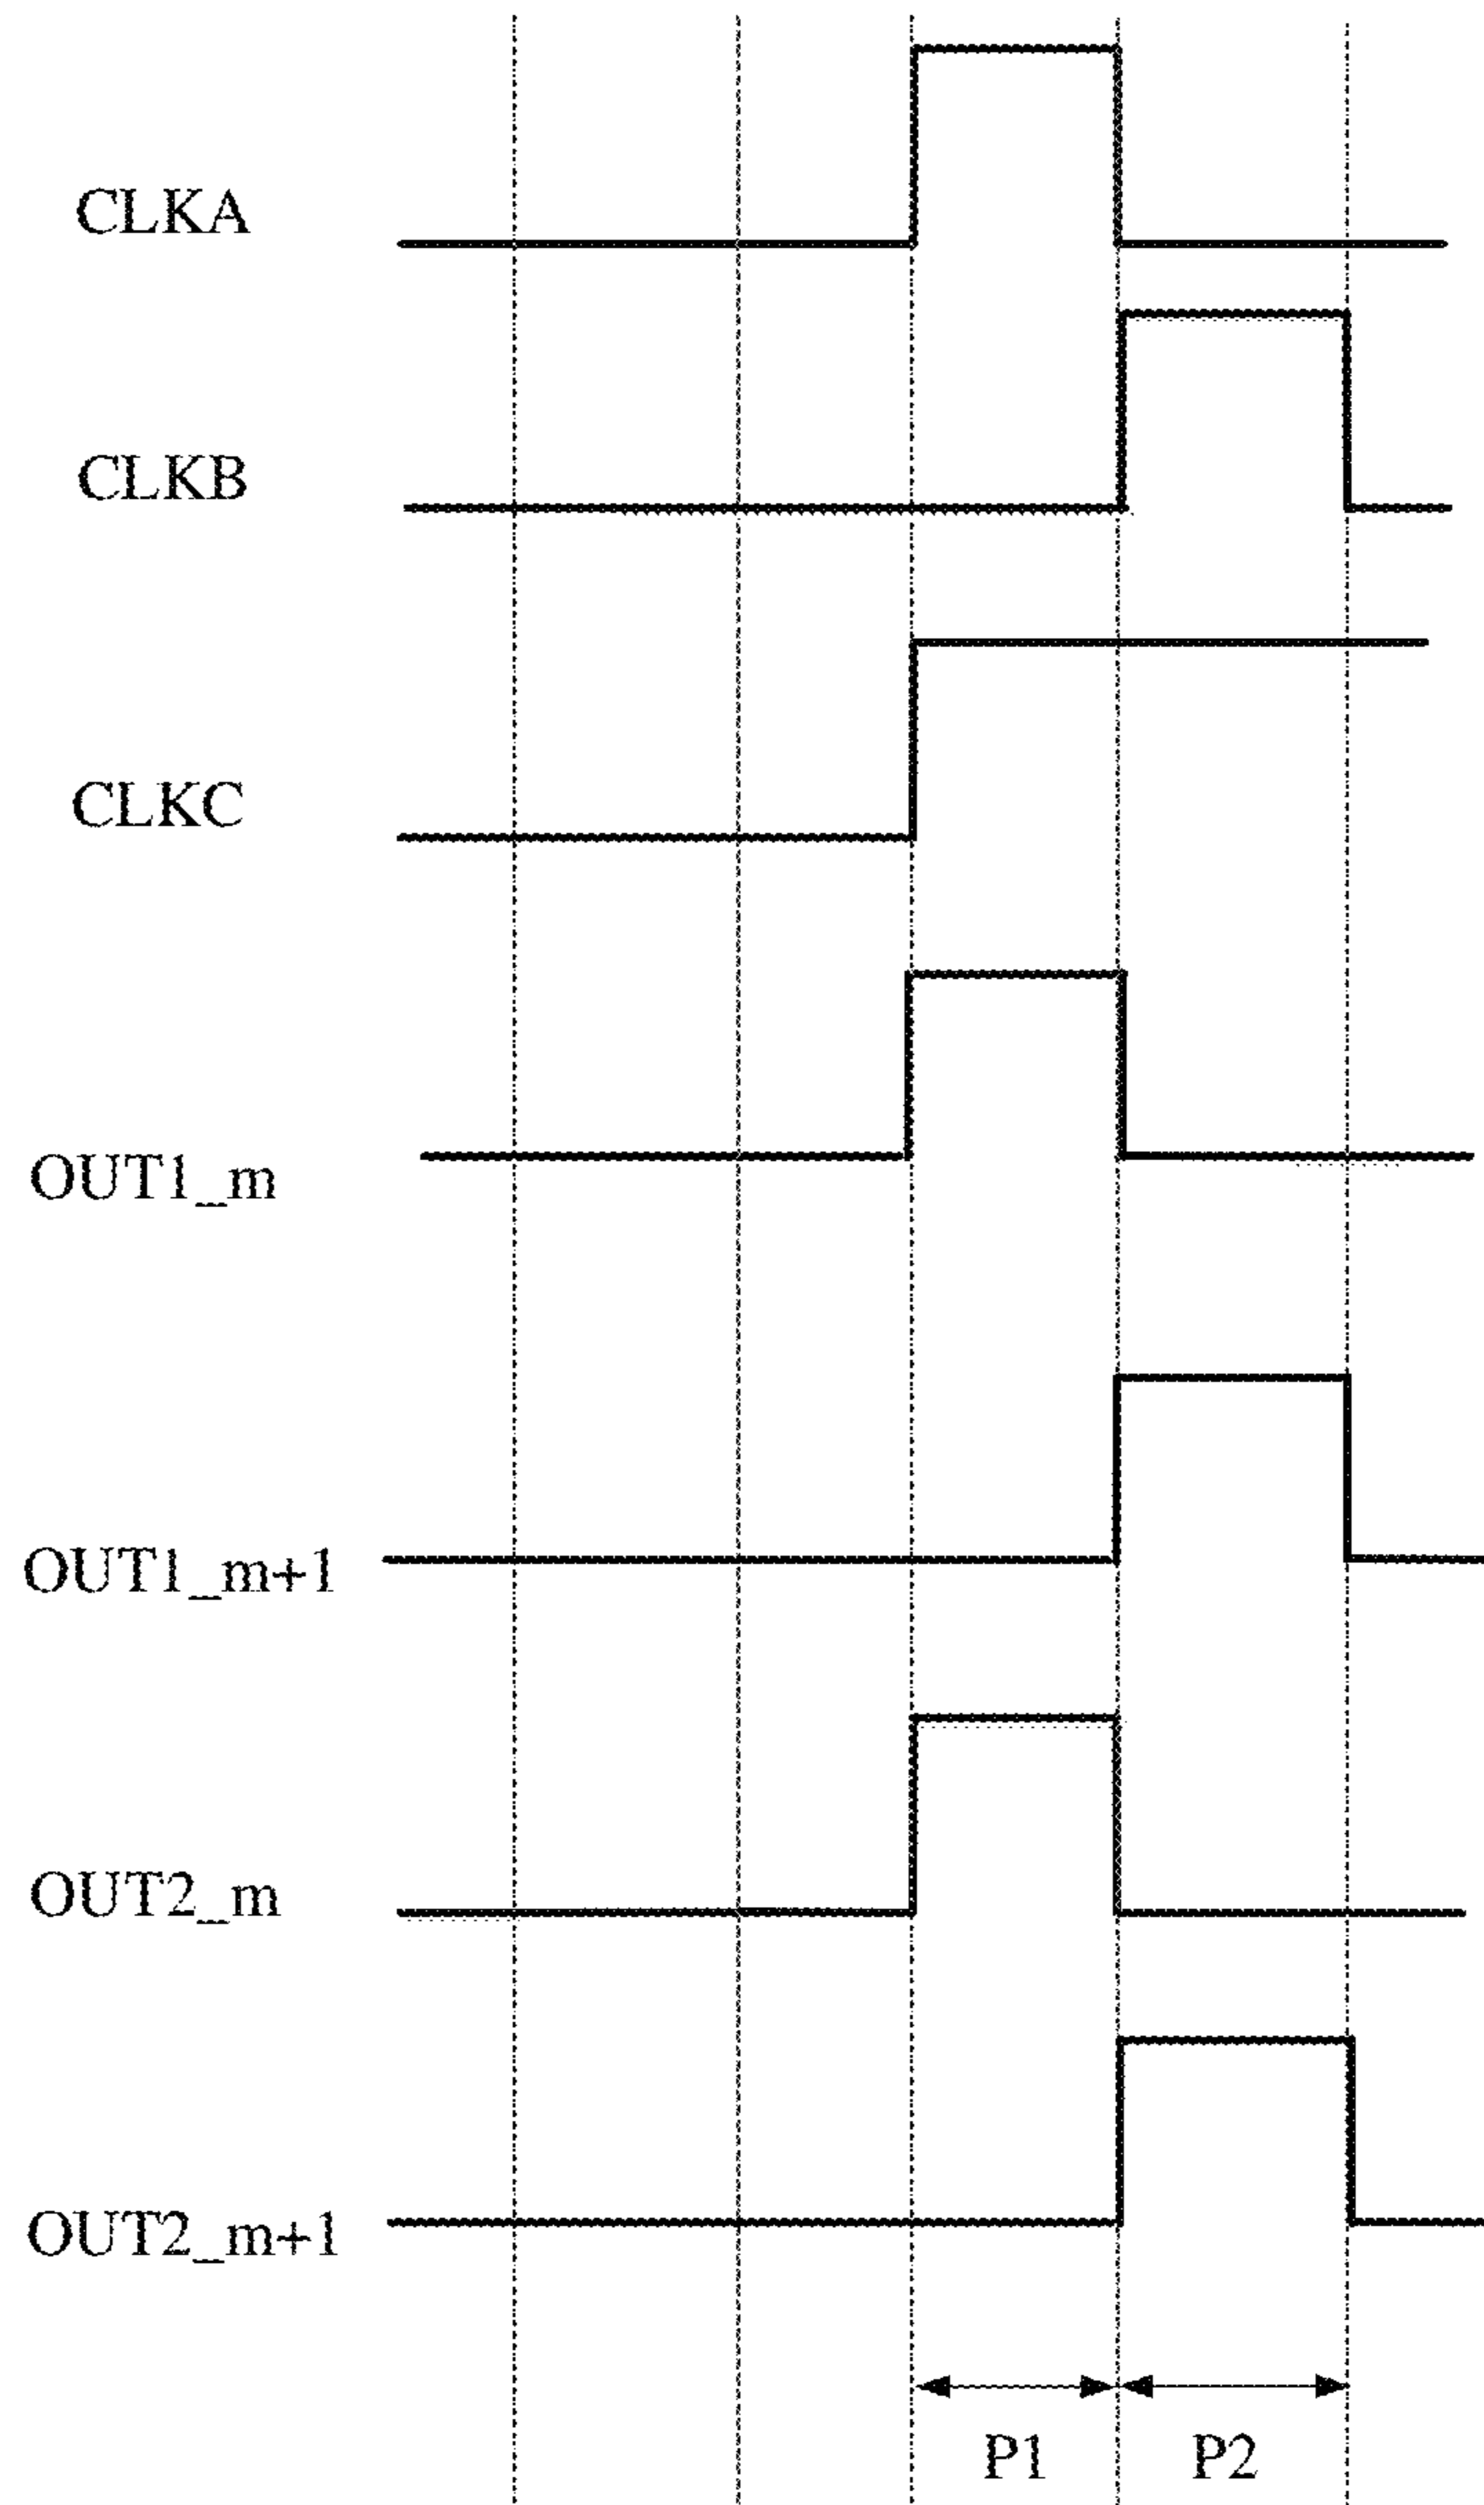 CLKA
CLKB
CLKC
OUT1_m
OUT1_m+1
OUT2_m
OUT2_m+1
P1 P2